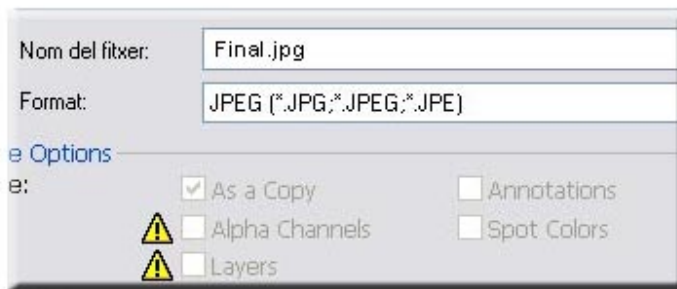 Nom del fitxer: Final.jpg
Format: JPEG (*.JPG;*.JPEG;*.JPE)
e Options
e: As a Copy Annotations
Alpha Channels Spot Colors
Layers